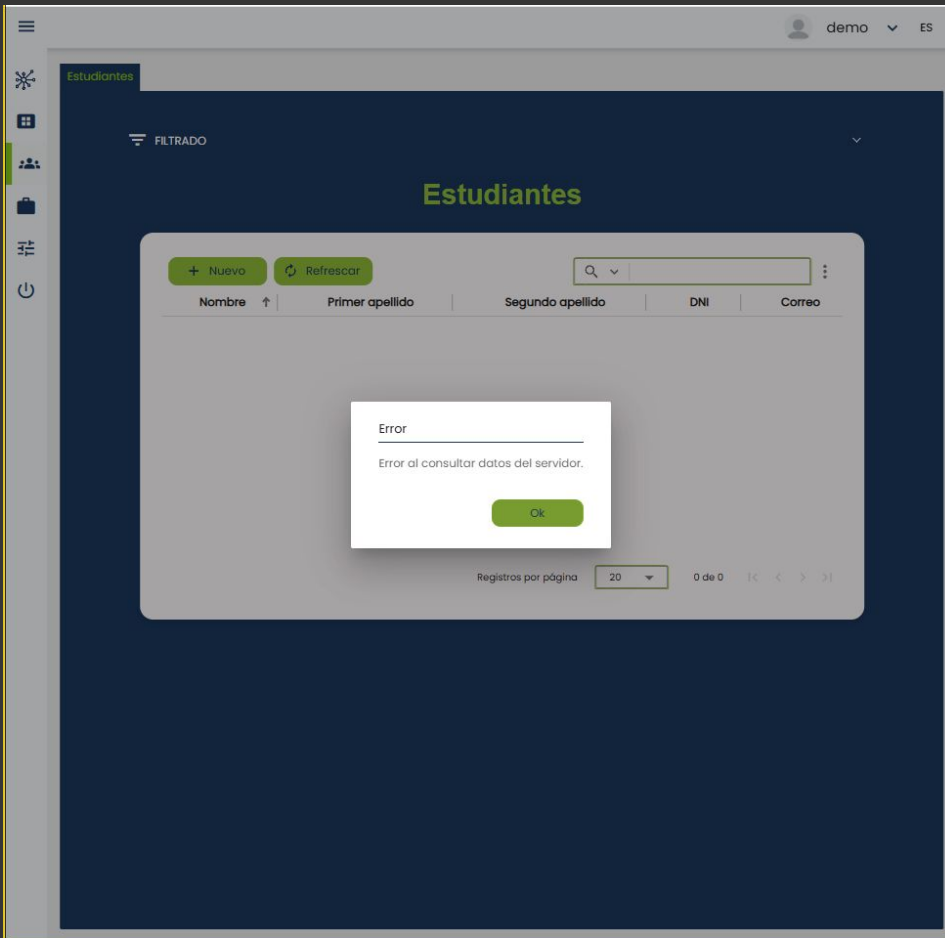 demo ES
Estudiantes
FILTRADO
Estudiantes
+ Nuevo Refrescar
Nombre Primer apellido Segundo apellido DNI Correo
Error
Error al consultar datos del servidor.
Ok
Registros por página 20 0 de 0